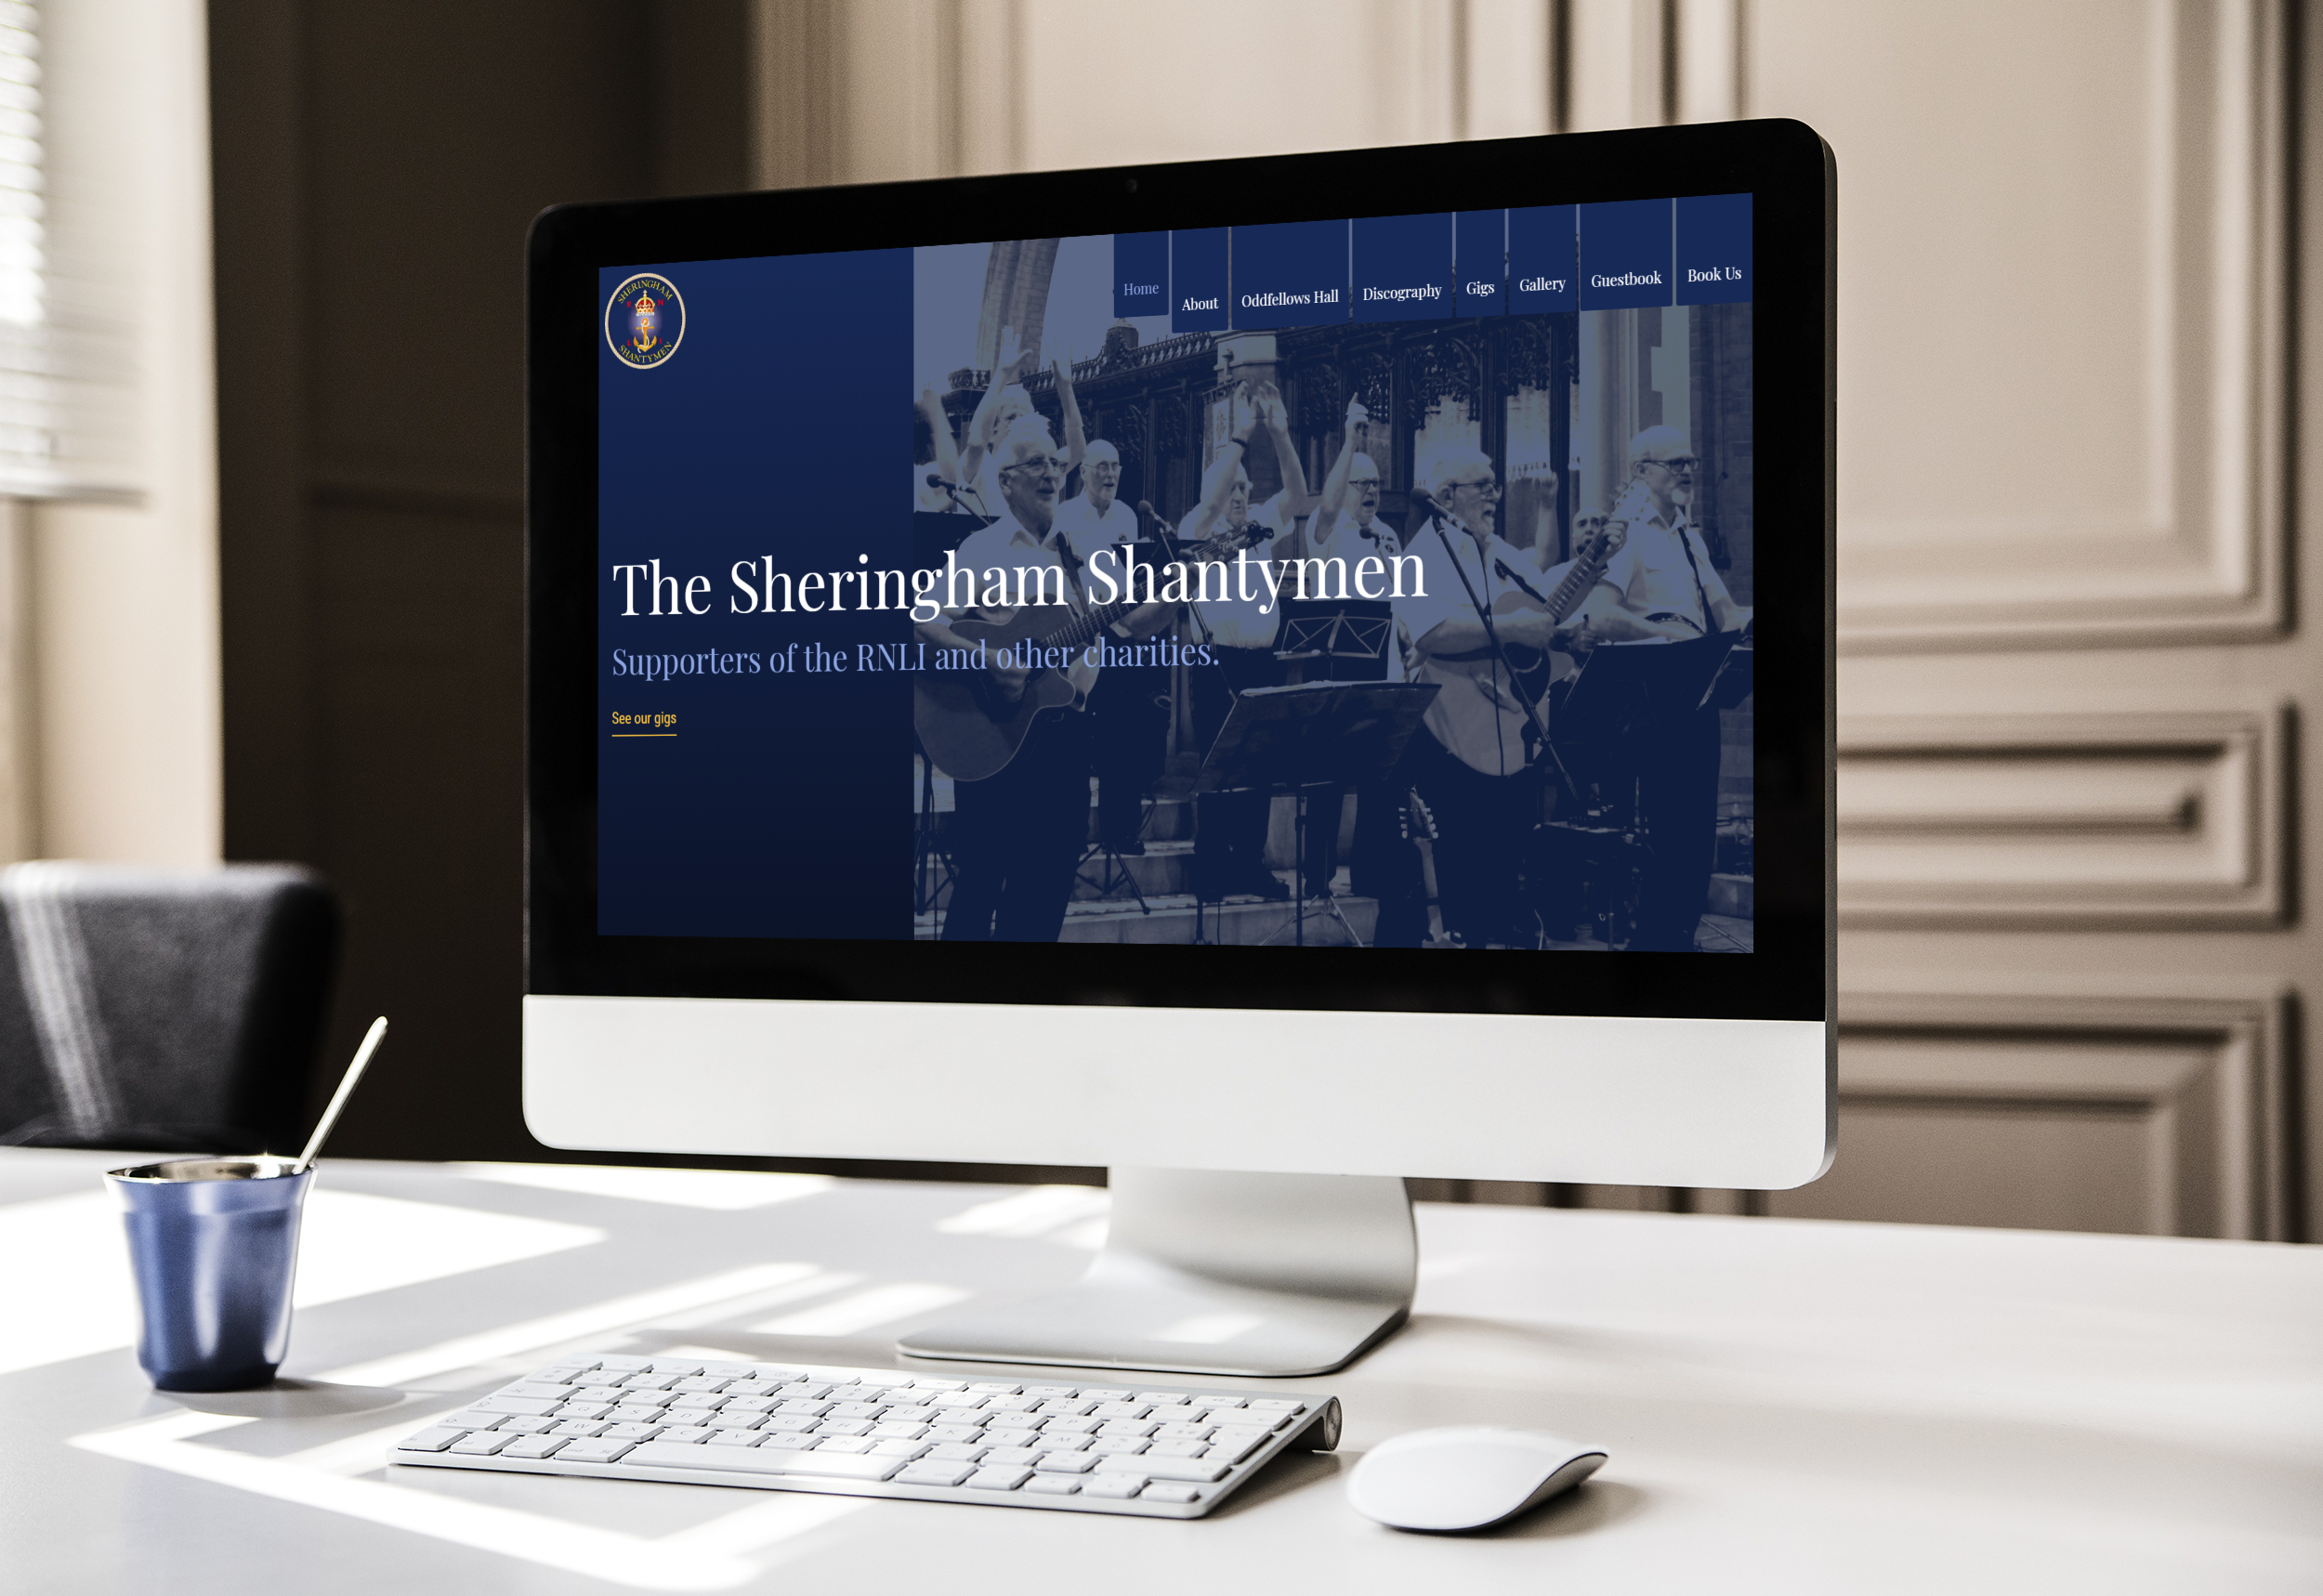 SHERINGHAM
SHANTYMEN
Home
About
Oddfellows Hall
Discography
Gigs
Gallery
Guestbook
Book Us
The Sheringham Shantymen
Supporters of the RNLI and other charities.
See our gigs